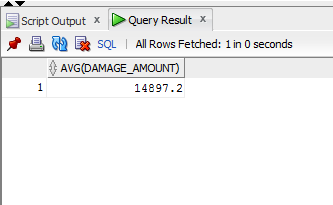 Script Output x Query Result x
SQL | All Rows Fetched: 1 in 0 seconds
AVG(DAMAGE_AMOUNT)
1 14897.2